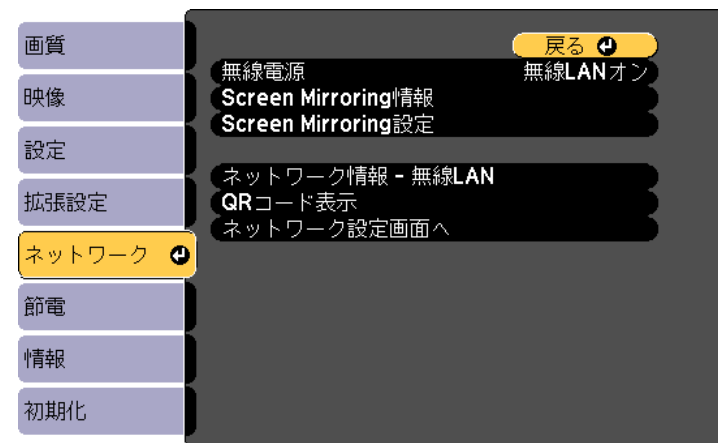 画質
映像
設定
拡張設定
ネットワーク
節電
情報
初期化
戻る
無線電源 無線LANオン
Screen Mirroring情報
Screen Mirroring設定
ネットワーク情報 - 無線LAN
QRコード表示
ネットワーク設定画面へ